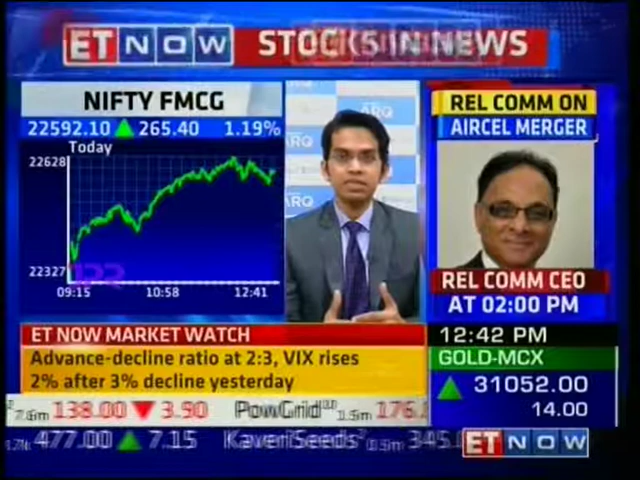 ET NOW STOCKS IN NEWS
NIFTY FMCG
22592.10 265.40 1.19%
Today
22628
22327
09:15 10:58 12:41
ARQ
REL COMM ON
AIRCEL MERGER
REL COMM CEO
AT 02:00 PM
ET NOW MARKET WATCH
Advance-decline ratio at 2:3, VIX rises
2% after 3% decline yesterday
12:42 PM
GOLD-MCX
31052.00
14.00
138.00 3.90 PowGrid 1.5m 176.
477.00 7.15 KaveriSeeds 345.
ET NOW